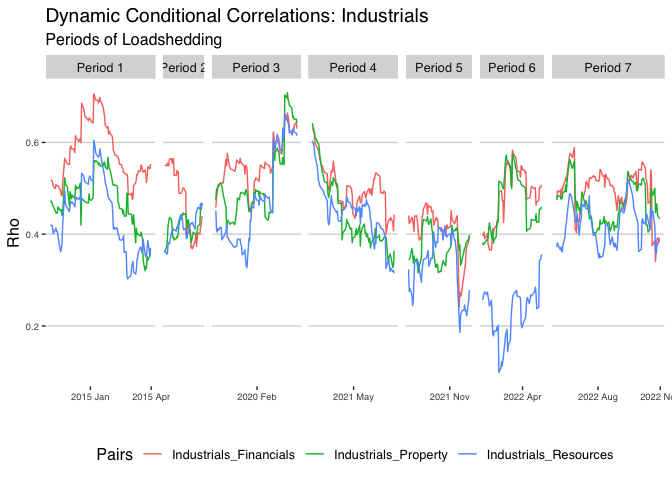 Dynamic Conditional Correlations: Industrials
Periods of Loadshedding
Period 1 Period 2 Period 3 Period 4 Period 5 Period 6 Period 7
0.6
0.4
0.2
Rho
2015 Jan 2015 Apr 2020 Feb 2021 May 2021 Nov 2022 Apr 2022 Aug 2022 No
Pairs Industrials_Financials Industrials_Property Industrials_Resources